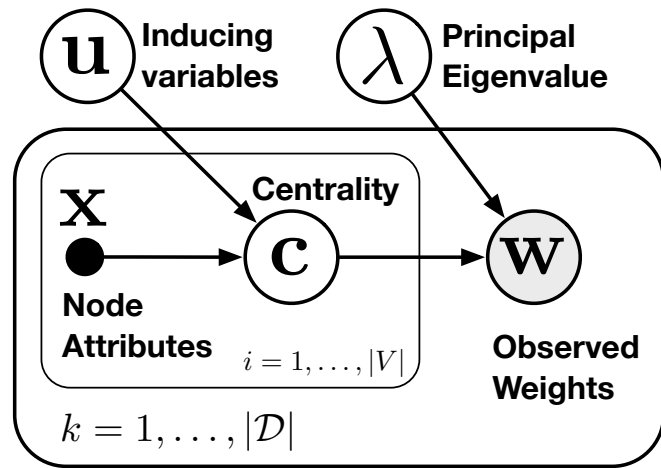 u
Inducing
variables
λ
Principal
Eigenvalue
x
Centrality
c
w
Node
Attributes
i = 1, . . . , |V|
Observed
Weights
k = 1, . . . , |𝒟|